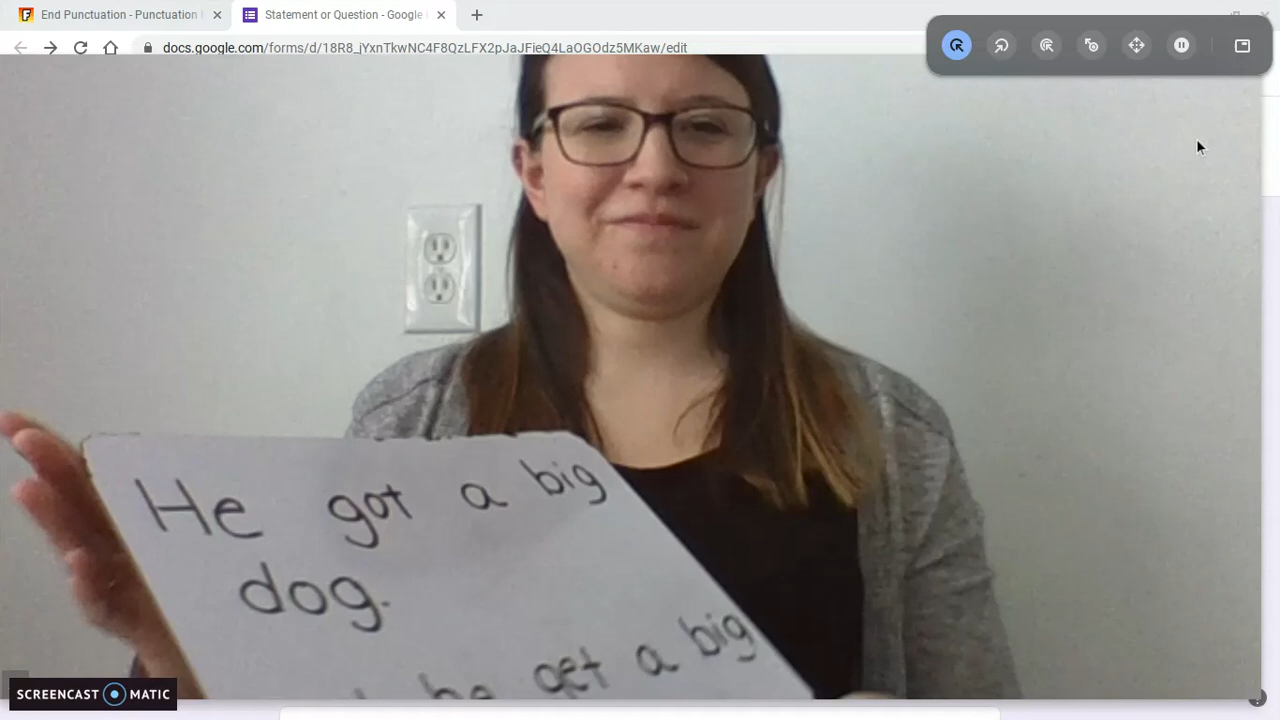 End Punctuation - Punctuation
Statement or Question - Google
docs.google.com/forms/d/18R8_jYxnTkwNC4F8QzLFX2pJaJFieQ4LaOGOdz5MKaw/edit
He got a big
dog.
he get a big
SCREENCAST MATIC